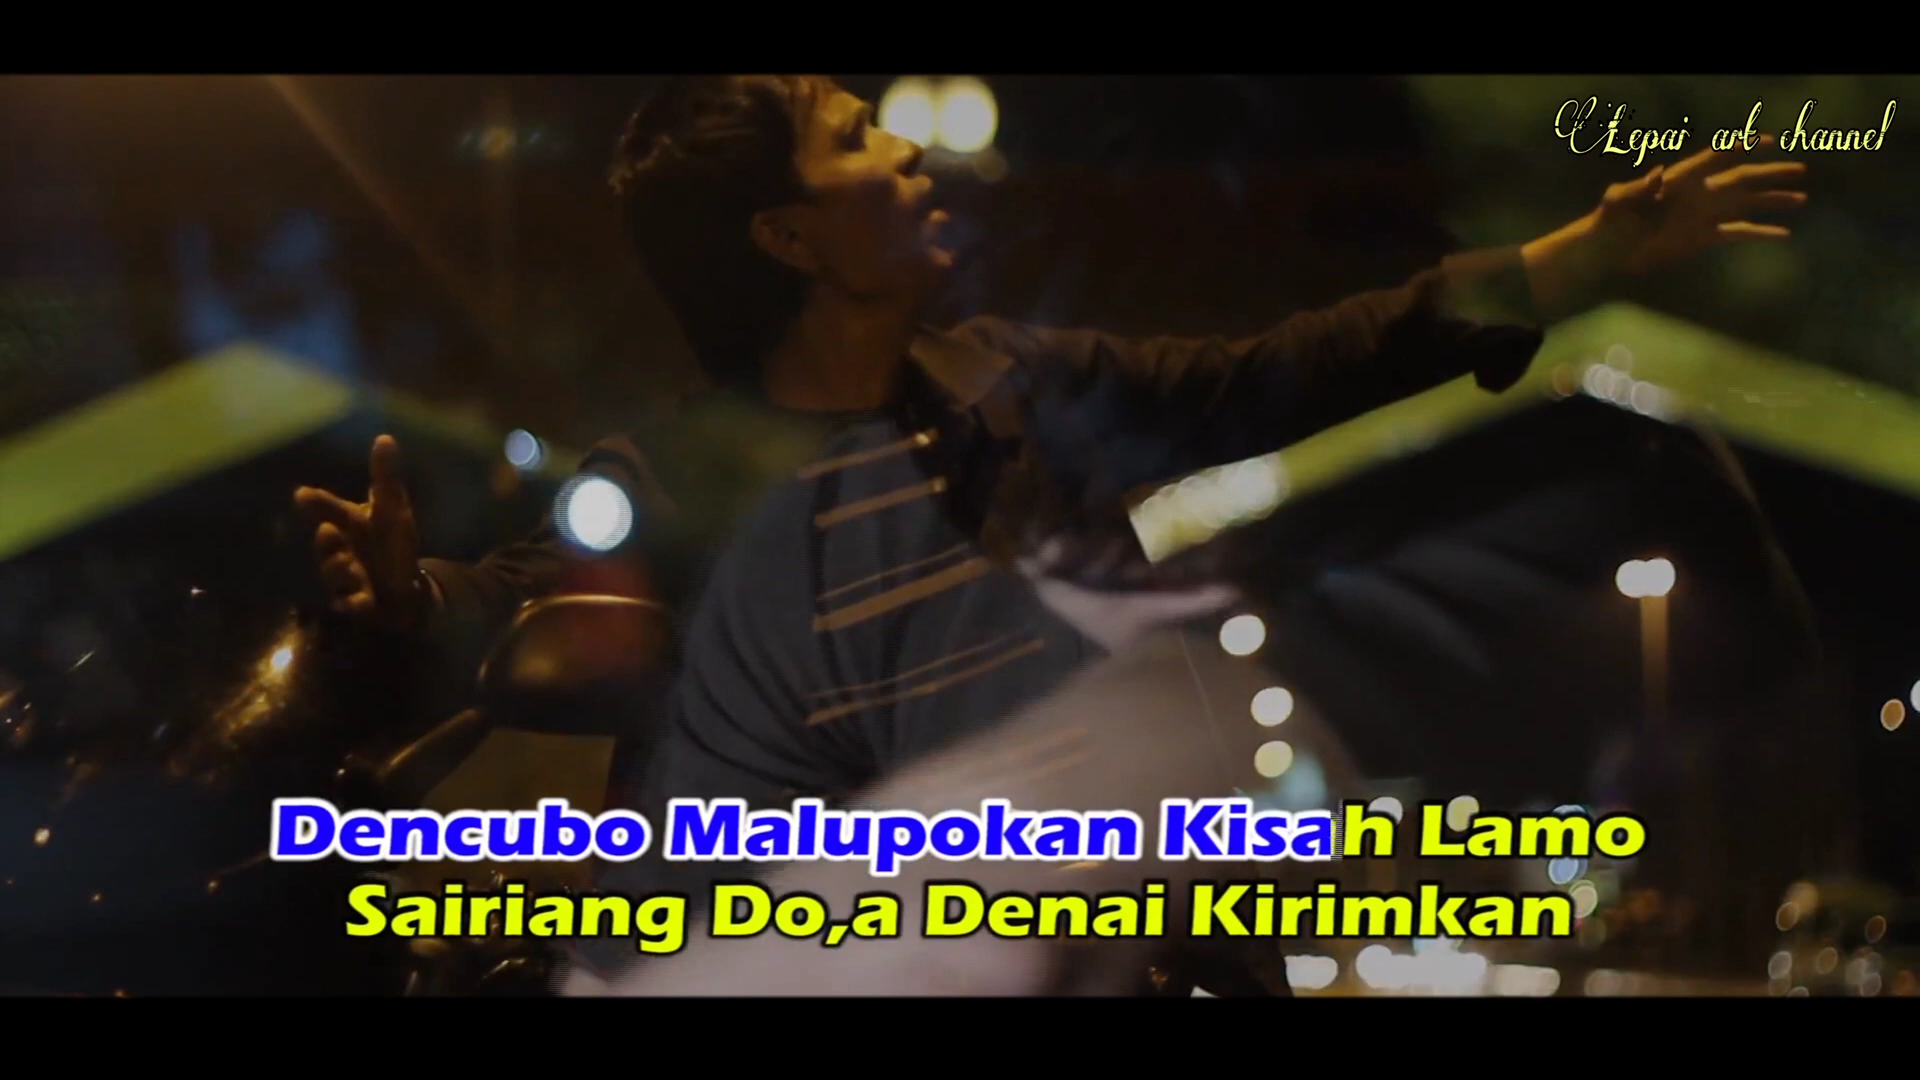 Lepai art channel
Dencubo Malupokan Kisah Lamo
Sairiang Do,a Denai Kirimkan